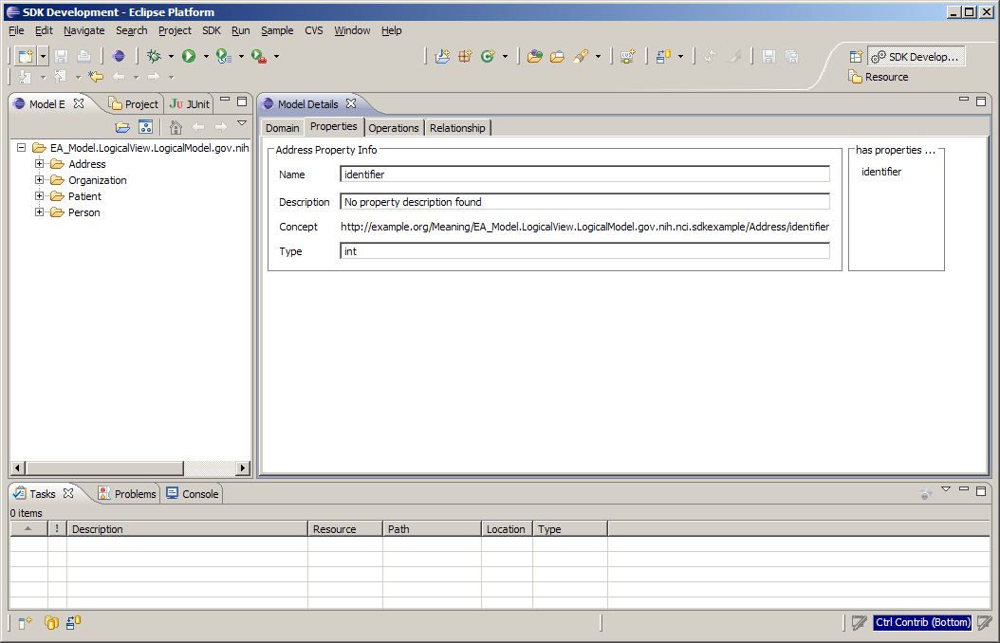 SDK Development - Eclipse Platform
File Edit Navigate Search Project SDK Run Sample CVS Window Help
SDK Develop...
Resource
Model E Project JUnit
EA_Model.LogicalView.LogicalModel.gov.nih.
Address
Organization
Patient
Person
Model Details
Domain Properties Operations Relationship
Address Property Info
Name identifier
Description No property description found
Concept http://example.org/Meaning/EA_Model.LogicalView.LogicalModel.gov.nih.nci.sdkexample/Address/identifier
Type int
has properties ...
identifier
Tasks Problems Console
0 items
! Description Resource Path Location Type
Ctrl Contrib (Bottom)